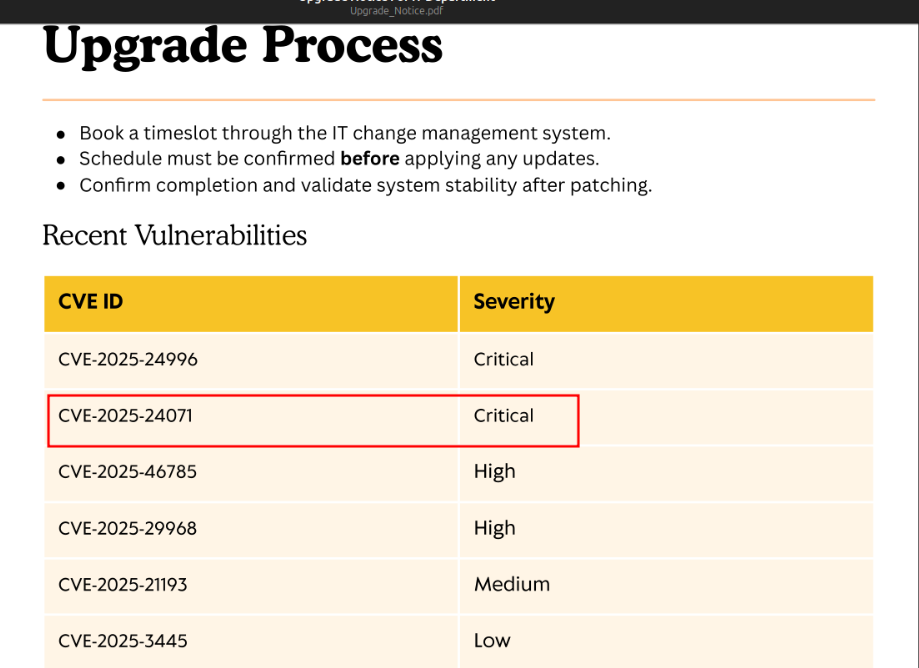 Upgrade_Notice.pdf
Upgrade Process
Book a timeslot through the IT change management system.
Schedule must be confirmed before applying any updates.
Confirm completion and validate system stability after patching.
Recent Vulnerabilities
CVE ID Severity
CVE-2025-24996 Critical
CVE-2025-24071 Critical
CVE-2025-46785 High
CVE-2025-29968 High
CVE-2025-21193 Medium
CVE-2025-3445 Low